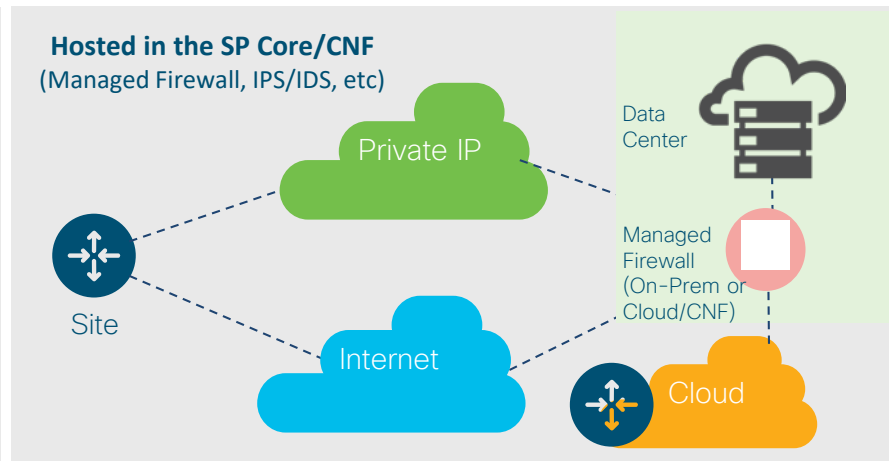 Hosted in the SP Core/CNF
(Managed Firewall, IPS/IDS, etc)
Private IP
Data
Center
Managed
Firewall
(On-Prem or
Cloud/CNF)
Site
Internet
Cloud